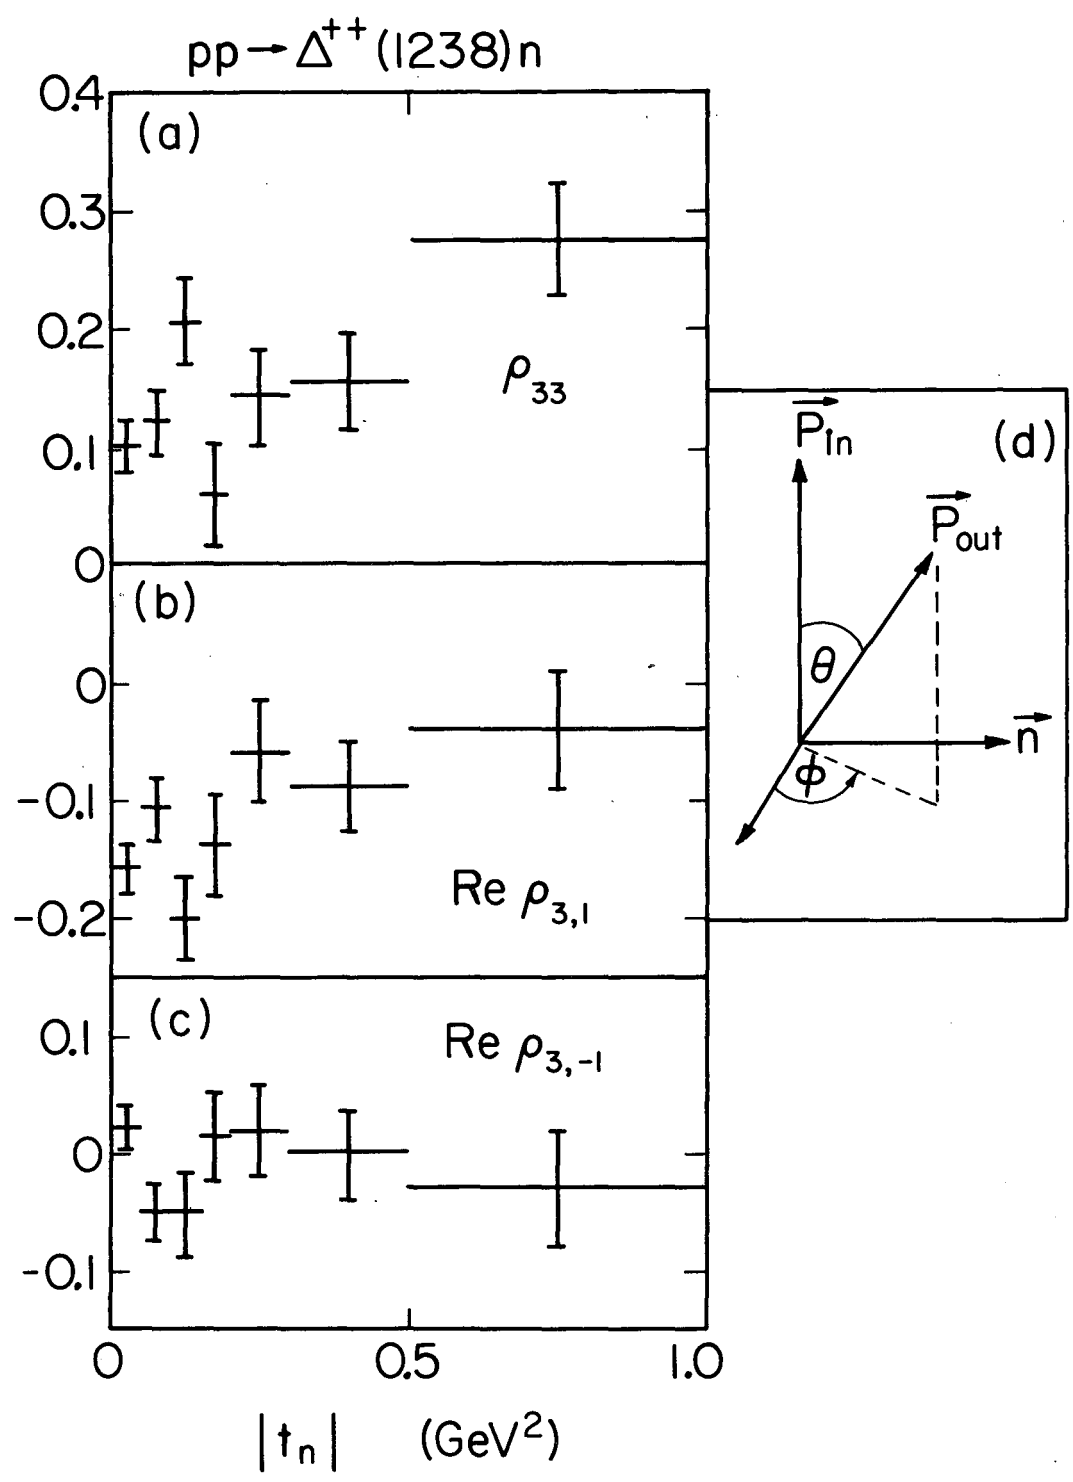 pp→Δ⁺⁺(1238)n
0.4
(a)
0.3
0.2
ρ₃₃
0.1
0
(b)
0
-0.1
-0.2
Re ρ₃,₁
(c)
0.1
Re ρ₃,₋₁
0
-0.1
0 0.5 1.0
|tₙ| (GeV²)
(d)
P⃗in
P⃗out
θ
n⃗
ϕ